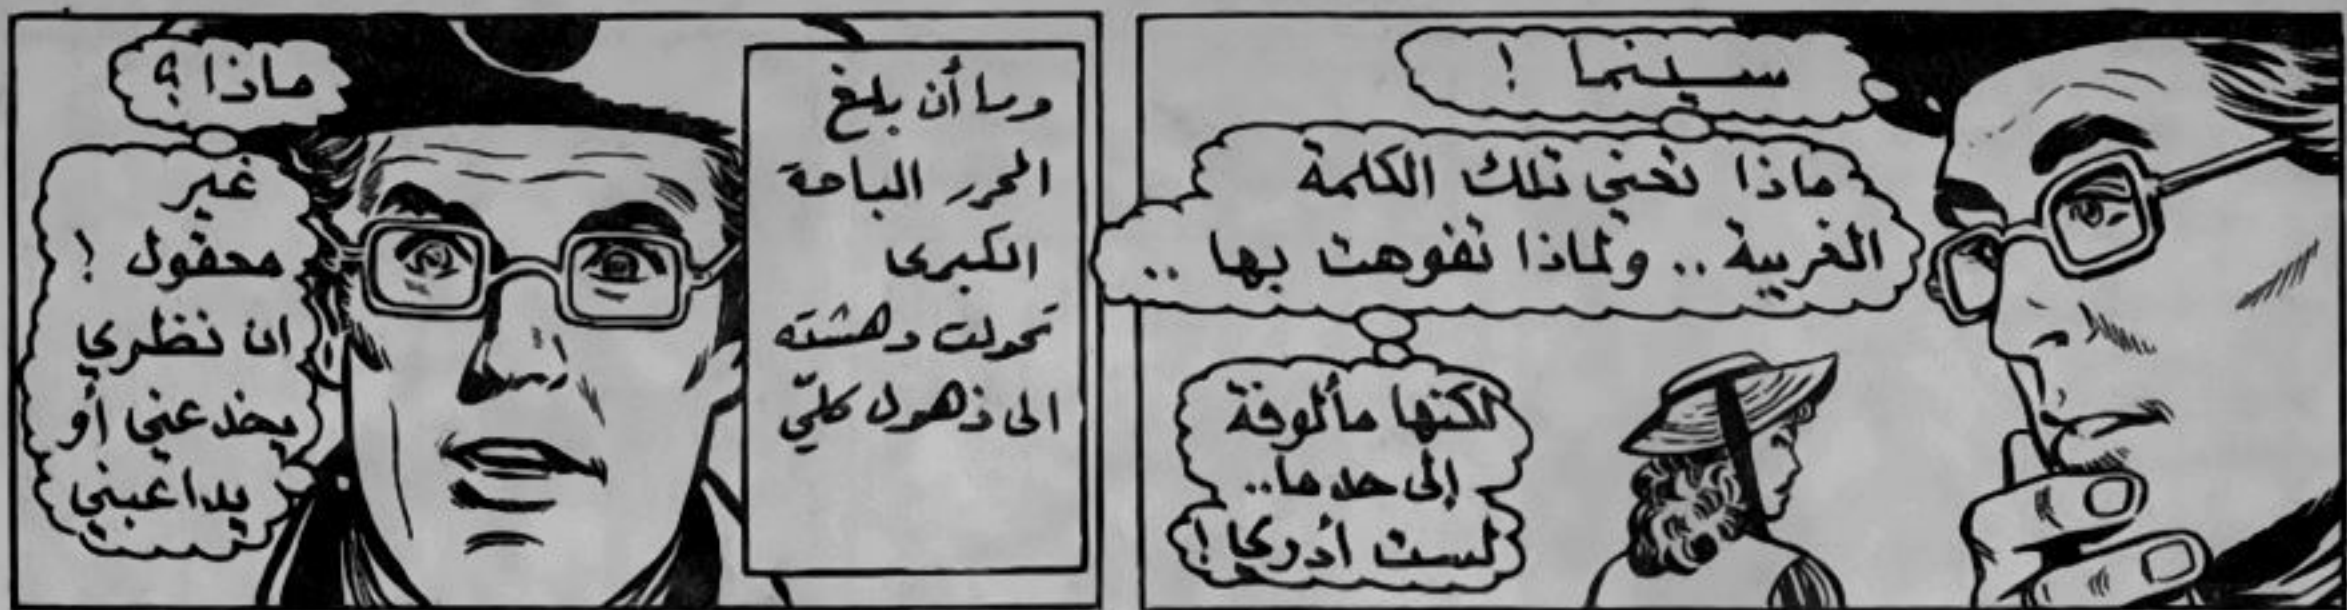 سينما !
ماذا تعني تلك الكلمة
الغريبة .. ولماذا تفوهت بها ..
لكنها مألوفة
إلى حد ما..
لست أدري !
وما أن بلغ
المحرر الباحة
الكبرى
تحولت دهشته
الى ذهول كليّ
ماذا ؟
غير
معقول !
ان نظري
يخدعني أو
يداعبني